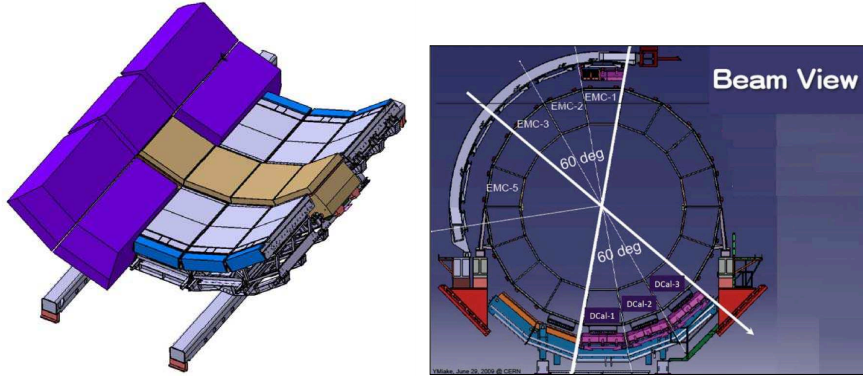 Beam View
EMC-1
EMC-2
EMC-3
60 deg
EMC-5
60 deg
DCal-3
DCal-2
DCal-1
YMiake, June 29, 2009 @ CERN